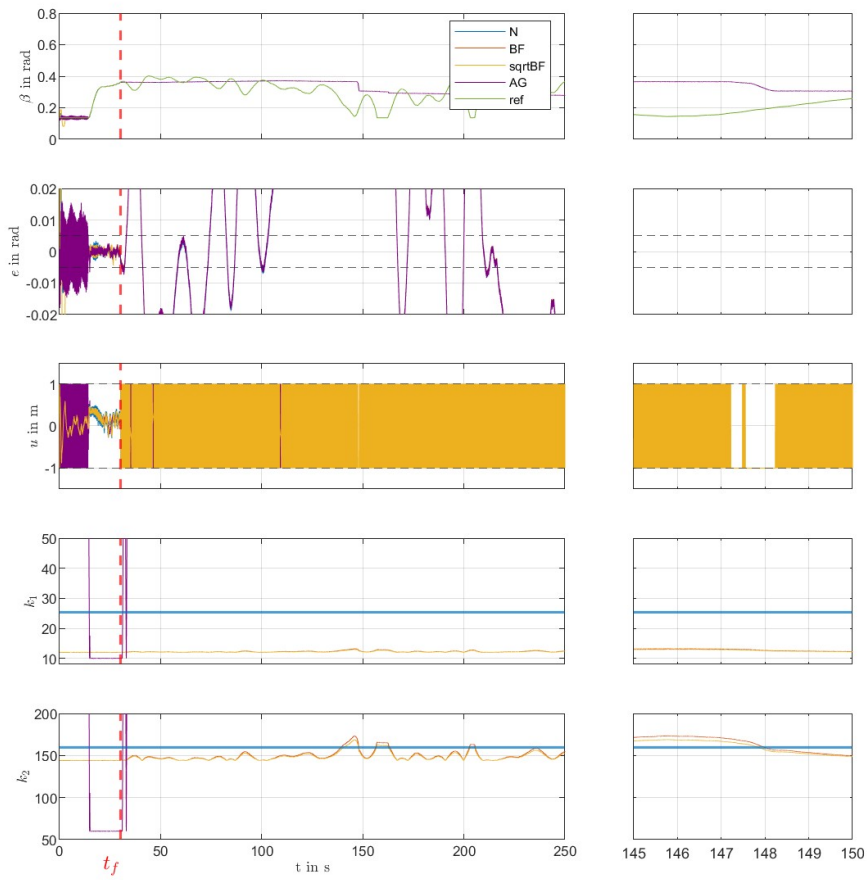 0.8
0.6
0.4
0.2
0
β in rad
N
BF
sqrtBF
AG
ref
0.02
0.01
0
-0.01
-0.02
e in rad
1
0
-1
u in m
50
40
30
20
10
k₁
200
150
100
50
k₂
0 50 100 150 200 250
t_f
t in s
145 146 147 148 149 150